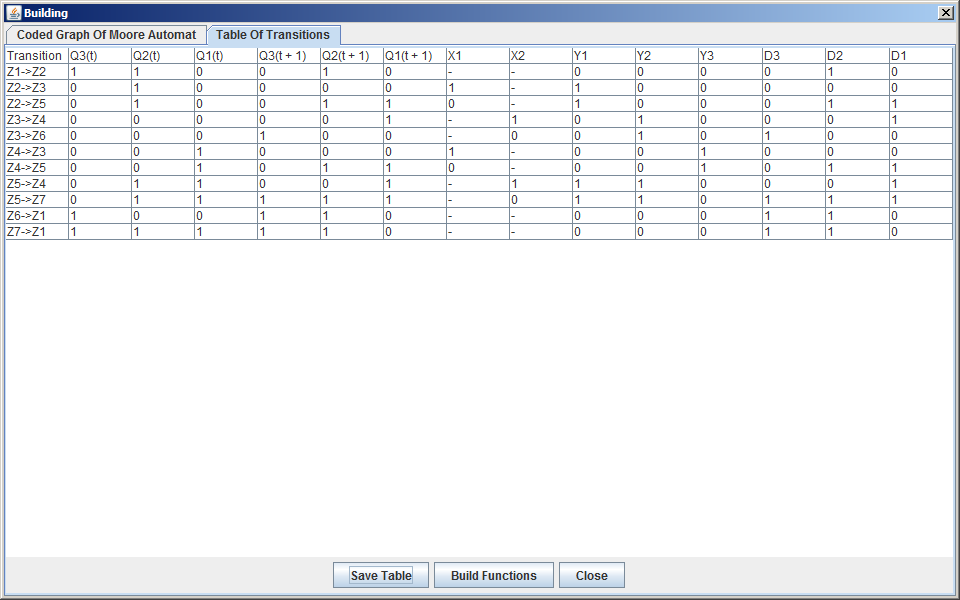 Building
Coded Graph Of Moore Automat Table Of Transitions
Transition Q3(t) Q2(t) Q1(t) Q3(t + 1) Q2(t + 1) Q1(t + 1) X1 X2 Y1 Y2 Y3 D3 D2 D1
Z1->Z2 1 1 0 0 1 0 - - 0 0 0 0 1 0
Z2->Z3 0 1 0 0 0 0 1 - 1 0 0 0 0 0
Z2->Z5 0 1 0 0 1 1 0 - 1 0 0 0 1 1
Z3->Z4 0 0 0 0 0 1 - 1 0 1 0 0 0 1
Z3->Z6 0 0 0 1 0 0 - 0 0 1 0 1 0 0
Z4->Z3 0 0 1 0 0 0 1 - 0 0 1 0 0 0
Z4->Z5 0 0 1 0 1 1 0 - 0 0 1 0 1 1
Z5->Z4 0 1 1 0 0 1 - 1 1 1 0 0 0 1
Z5->Z7 0 1 1 1 1 1 - 0 1 1 0 1 1 1
Z6->Z1 1 0 0 1 1 0 - - 0 0 0 1 1 0
Z7->Z1 1 1 1 1 1 0 - - 0 0 0 1 1 0
Save Table Build Functions Close